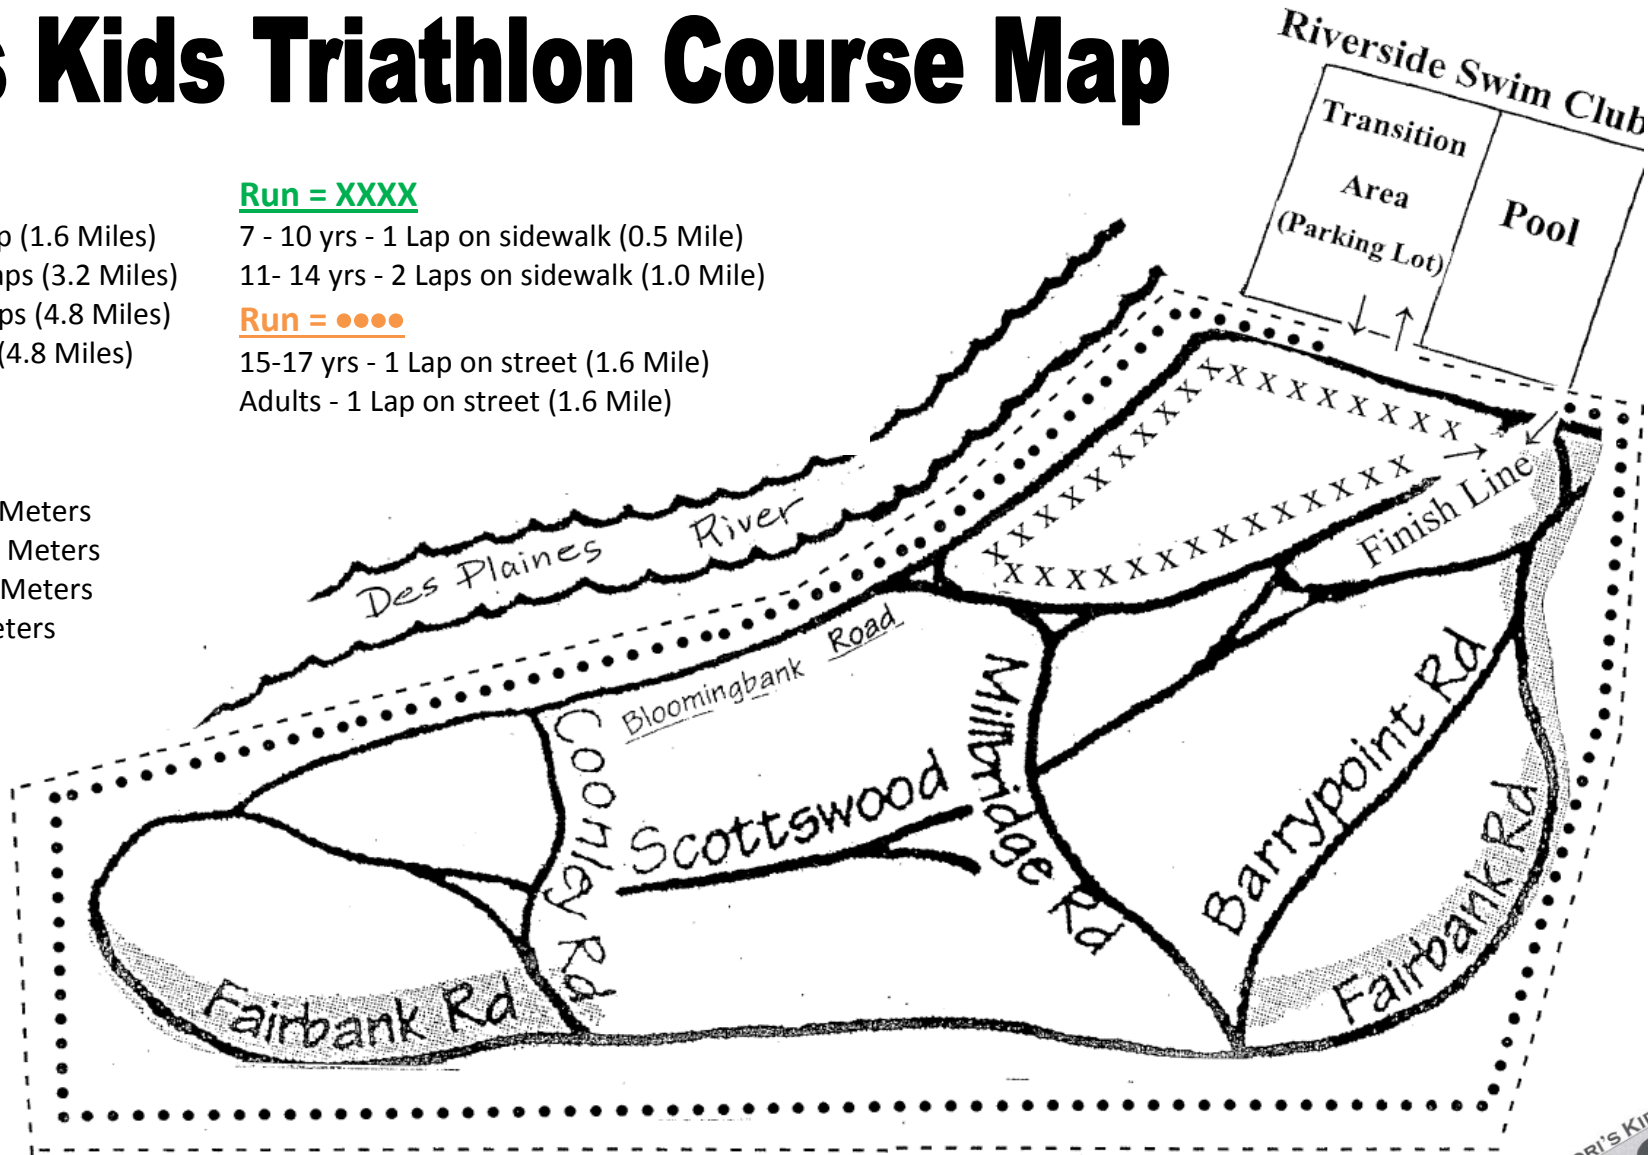 s Kids Triathlon Course Map
Riverside Swim Club
Transition
Area
(Parking Lot)
Pool
p (1.6 Miles)
aps (3.2 Miles)
ps (4.8 Miles)
(4.8 Miles)
Run = XXXX
7 - 10 yrs - 1 Lap on sidewalk (0.5 Mile)
11- 14 yrs - 2 Laps on sidewalk (1.0 Mile)
Run = ●●●●
15-17 yrs - 1 Lap on street (1.6 Mile)
Adults - 1 Lap on street (1.6 Mile)
Meters
Meters
Meters
eters
Des Plaines River
X X X X X X X X X
Finish Line
Bloomingbank Road
Coonley Rd
Scottswood
Millbridge Rd
Barrypoint Rd
Fairbank Rd
Fairbank Rd
ORI'S KI